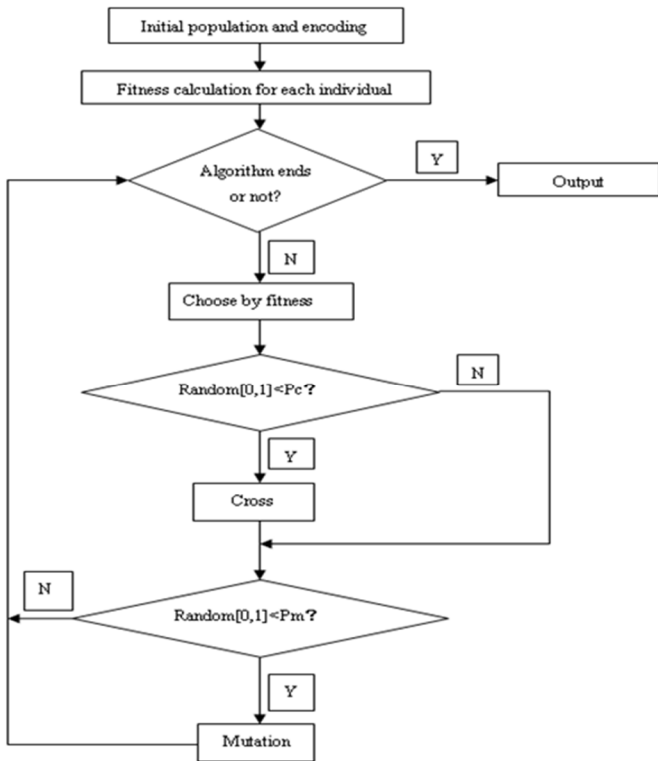 Initial population and encoding
Fitness calculation for each individual
Algorithm ends
or not?
Y
Output
N
Choose by fitness
Random[0,1]<Pc?
N
Y
Cross
N
Random[0,1]<Pm?
Y
Mutation